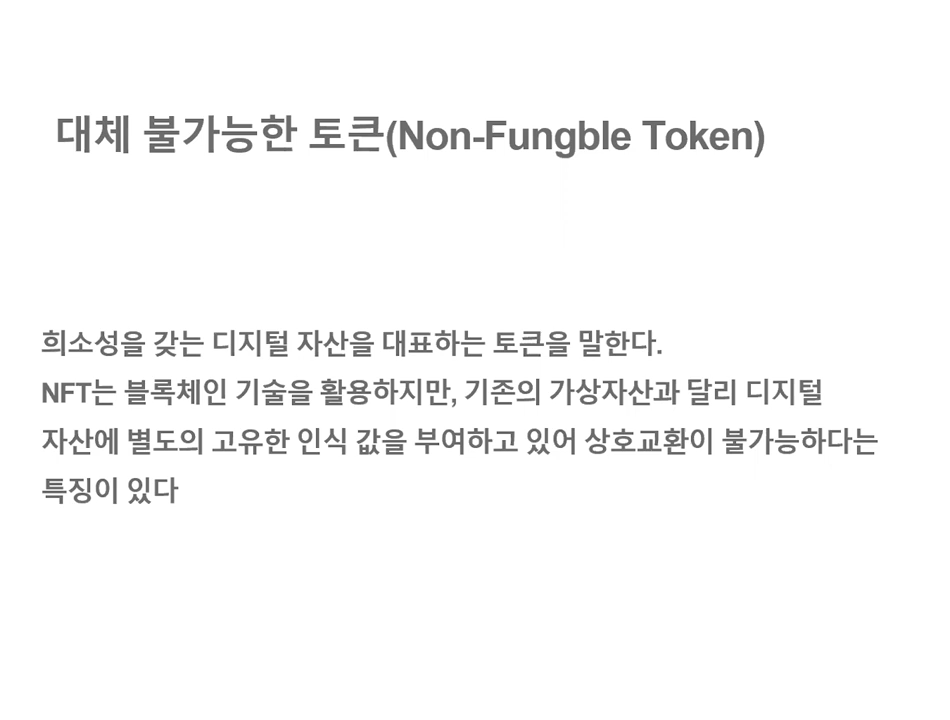 대체 불가능한 토큰(Non-Fungble Token)
희소성을 갖는 디지털 자산을 대표하는 토큰을 말한다.
NFT는 블록체인 기술을 활용하지만, 기존의 가상자산과 달리 디지털
자산에 별도의 고유한 인식 값을 부여하고 있어 상호교환이 불가능하다는
특징이 있다